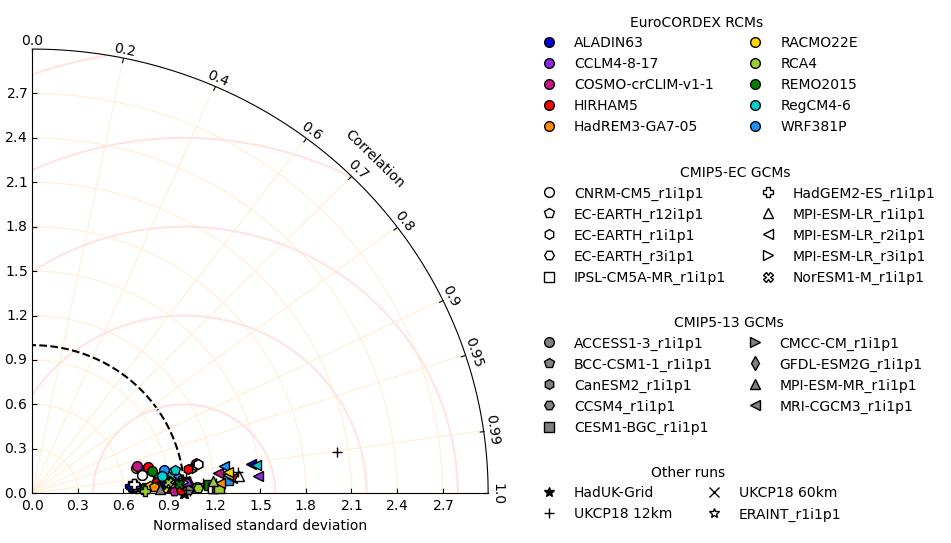 0.0
0.2
0.4
0.6
Correlation
0.7
0.8
0.9
0.95
0.99
1.0
2.7
2.4
2.1
1.8
1.5
1.2
0.9
0.6
0.3
0.0
0.0 0.3 0.6 0.9 1.2 1.5 1.8 2.1 2.4 2.7
Normalised standard deviation
EuroCORDEX RCMs
ALADIN63 RACMO22E
CCLM4-8-17 RCA4
COSMO-crCLIM-v1-1 REMO2015
HIRHAM5 RegCM4-6
HadREM3-GA7-05 WRF381P
CMIP5-EC GCMs
CNRM-CM5_r1i1p1 HadGEM2-ES_r1i1p1
EC-EARTH_r12i1p1 MPI-ESM-LR_r1i1p1
EC-EARTH_r1i1p1 MPI-ESM-LR_r2i1p1
EC-EARTH_r3i1p1 MPI-ESM-LR_r3i1p1
IPSL-CM5A-MR_r1i1p1 NorESM1-M_r1i1p1
CMIP5-13 GCMs
ACCESS1-3_r1i1p1 CMCC-CM_r1i1p1
BCC-CSM1-1_r1i1p1 GFDL-ESM2G_r1i1p1
CanESM2_r1i1p1 MPI-ESM-MR_r1i1p1
CCSM4_r1i1p1 MRI-CGCM3_r1i1p1
CESM1-BGC_r1i1p1
Other runs
HadUK-Grid UKCP18 60km
UKCP18 12km ERAINT_r1i1p1